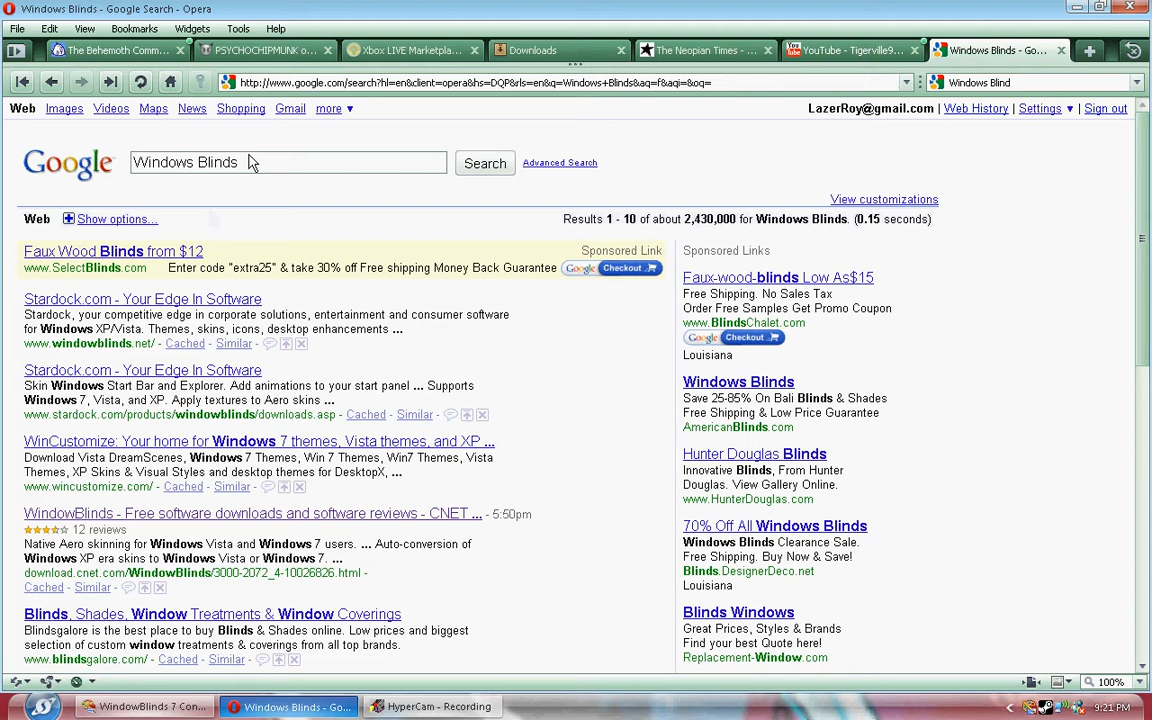 Windows Blinds - Google Search - Opera
File Edit View Bookmarks Widgets Tools Help
The Behemoth Comm... PSYCHOCHIPMUNK o... Xbox LIVE Marketpla... Downloads The Neopian Times - ... YouTube - Tigerville9... Windows Blinds - Go...
http://www.google.com/search?hl=en&client=opera&hs=DQP&rls=en&q=Windows+Blinds&aq=f&aqi=&oq= Windows Blind
Web Images Videos Maps News Shopping Gmail more ▼ LazerRoy@gmail.com | Web History | Settings ▼ | Sign out
Google Windows Blinds Search Advanced Search
View customizations
Web Show options... Results 1 - 10 of about 2,430,000 for Windows Blinds. (0.15 seconds)
Faux Wood Blinds from $12 Sponsored Link
www.SelectBlinds.com Enter code "extra25" & take 30% off Free shipping Money Back Guarantee Google Checkout
Stardock.com - Your Edge In Software
Stardock, your competitive edge in corporate solutions, entertainment and consumer software
for Windows XP/Vista. Themes, skins, icons, desktop enhancements ...
www.windowblinds.net/ - Cached - Similar -
Stardock.com - Your Edge In Software
Skin Windows Start Bar and Explorer. Add animations to your start panel ... Supports
Windows 7, Vista, and XP. Apply textures to Aero skins ...
www.stardock.com/products/windowblinds/downloads.asp - Cached - Similar -
WinCustomize: Your home for Windows 7 themes, Vista themes, and XP ...
Download Vista DreamScenes, Windows 7 Themes, Win 7 Themes, Win7 Themes, Vista
Themes, XP Skins & Visual Styles and desktop themes for DesktopX, ...
www.wincustomize.com/ - Cached - Similar -
WindowBlinds - Free software downloads and software reviews - CNET ... - 5:50pm
12 reviews
Native Aero skinning for Windows Vista and Windows 7 users. ... Auto-conversion of
Windows XP era skins to Windows Vista or Windows 7. ...
download.cnet.com/WindowBlinds/3000-2072_4-10026826.html -
Cached - Similar -
Blinds, Shades, Window Treatments & Window Coverings
Blindsgalore is the best place to buy Blinds & Shades online. Low prices and biggest
selection of custom window treatments & coverings from all top brands.
www.blindsgalore.com/ - Cached - Similar -
Sponsored Links
Faux-wood-blinds Low As$15
Free Shipping. No Sales Tax
Order Free Samples Get Promo Coupon
www.BlindsChalet.com
Google Checkout
Louisiana
Windows Blinds
Save 25-85% On Bali Blinds & Shades
Free Shipping & Low Price Guarantee
AmericanBlinds.com
Hunter Douglas Blinds
Innovative Blinds, From Hunter
Douglas. View Gallery Online.
www.HunterDouglas.com
70% Off All Windows Blinds
Windows Blinds Clearance Sale.
Free Shipping. Buy Now & Save!
Blinds.DesignerDeco.net
Louisiana
Blinds Windows
Great Prices, Styles & Brands
Find your Best Quote here!
Replacement-Window.com
100%
WindowBlinds 7 Con... Windows Blinds - Go... HyperCam - Recording 9:21 PM